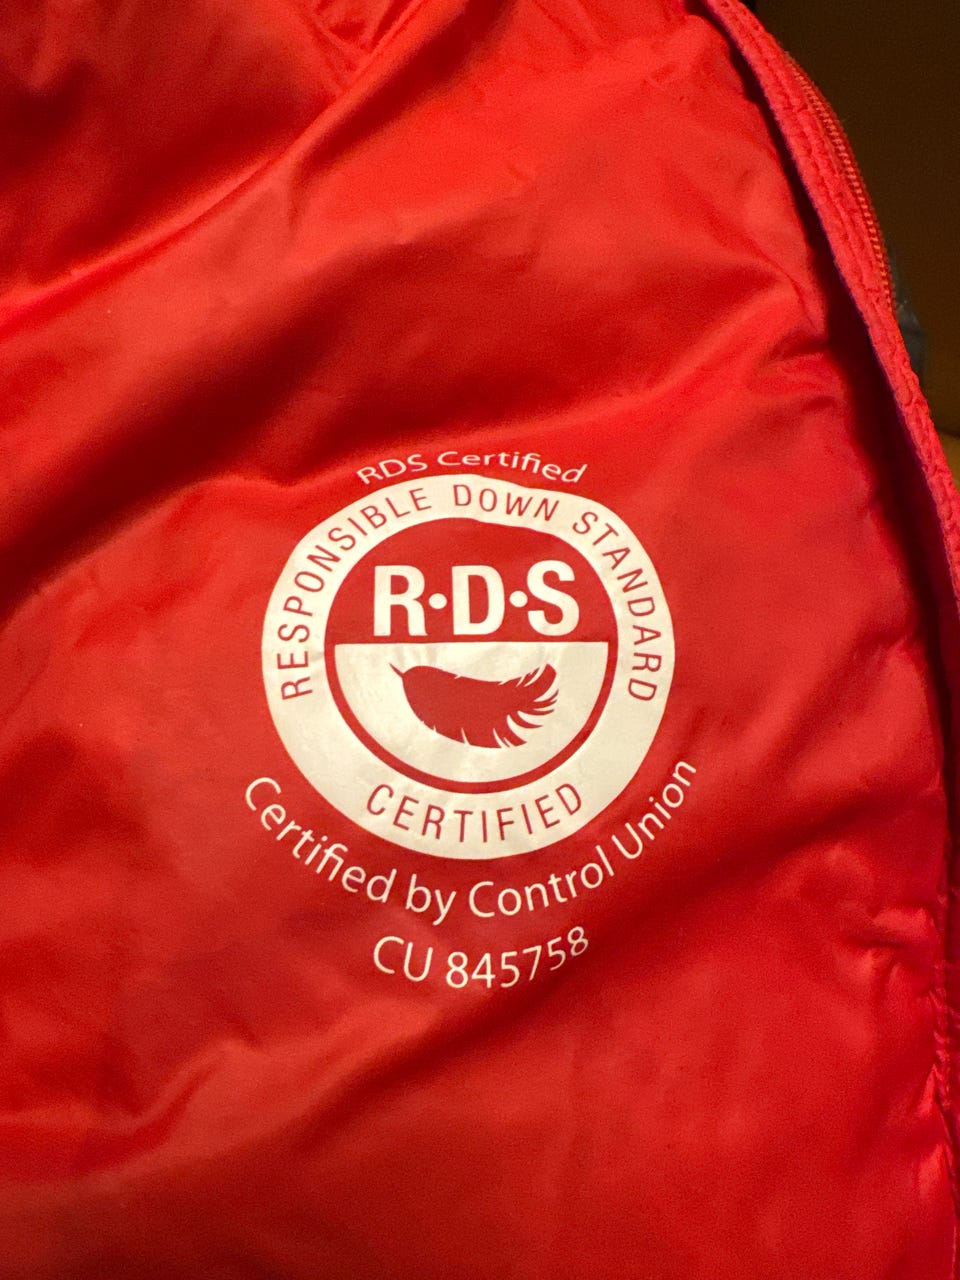 RDS Certified
RESPONSIBLE DOWN STANDARD
R·D·S
CERTIFIED
Certified by Control Union
CU 845758